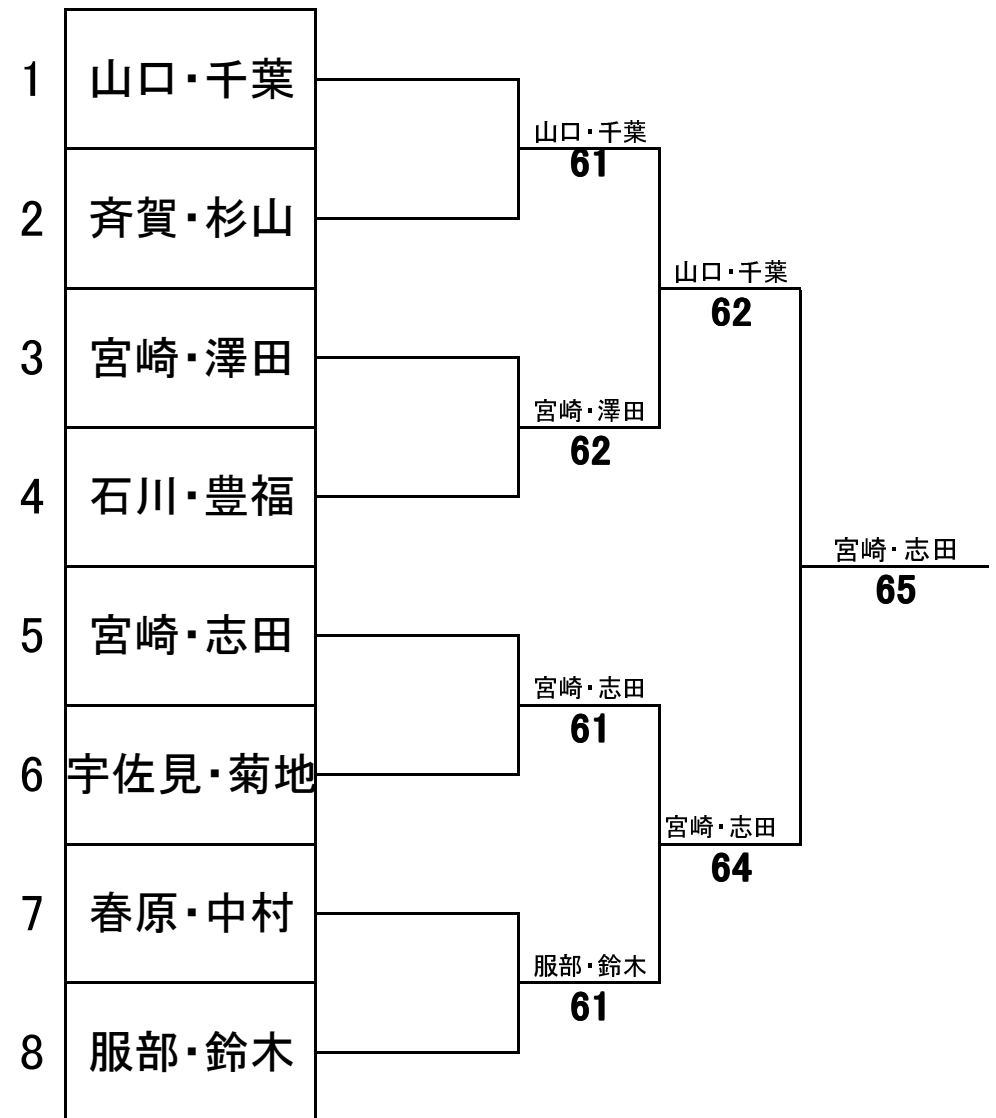 1 山口・千葉
山口・千葉
61
2 斉賀・杉山
山口・千葉
62
3 宮崎・澤田
宮崎・澤田
62
4 石川・豊福
宮崎・志田
65
5 宮崎・志田
宮崎・志田
61
6 宇佐見・菊地
宮崎・志田
64
7 春原・中村
服部・鈴木
61
8 服部・鈴木